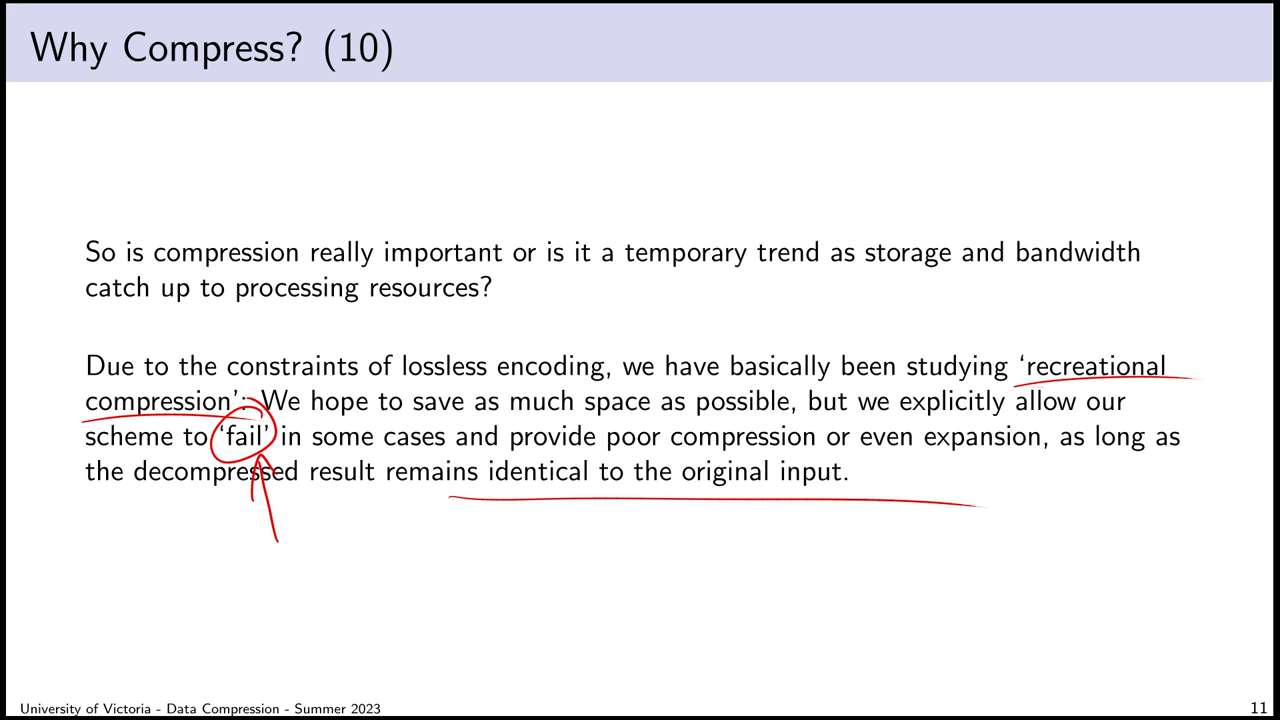 Why Compress? (10)
So is compression really important or is it a temporary trend as storage and bandwidth
catch up to processing resources?
Due to the constraints of lossless encoding, we have basically been studying ‘recreational
compression’: We hope to save as much space as possible, but we explicitly allow our
scheme to ‘fail’ in some cases and provide poor compression or even expansion, as long as
the decompressed result remains identical to the original input.
University of Victoria - Data Compression - Summer 2023
11